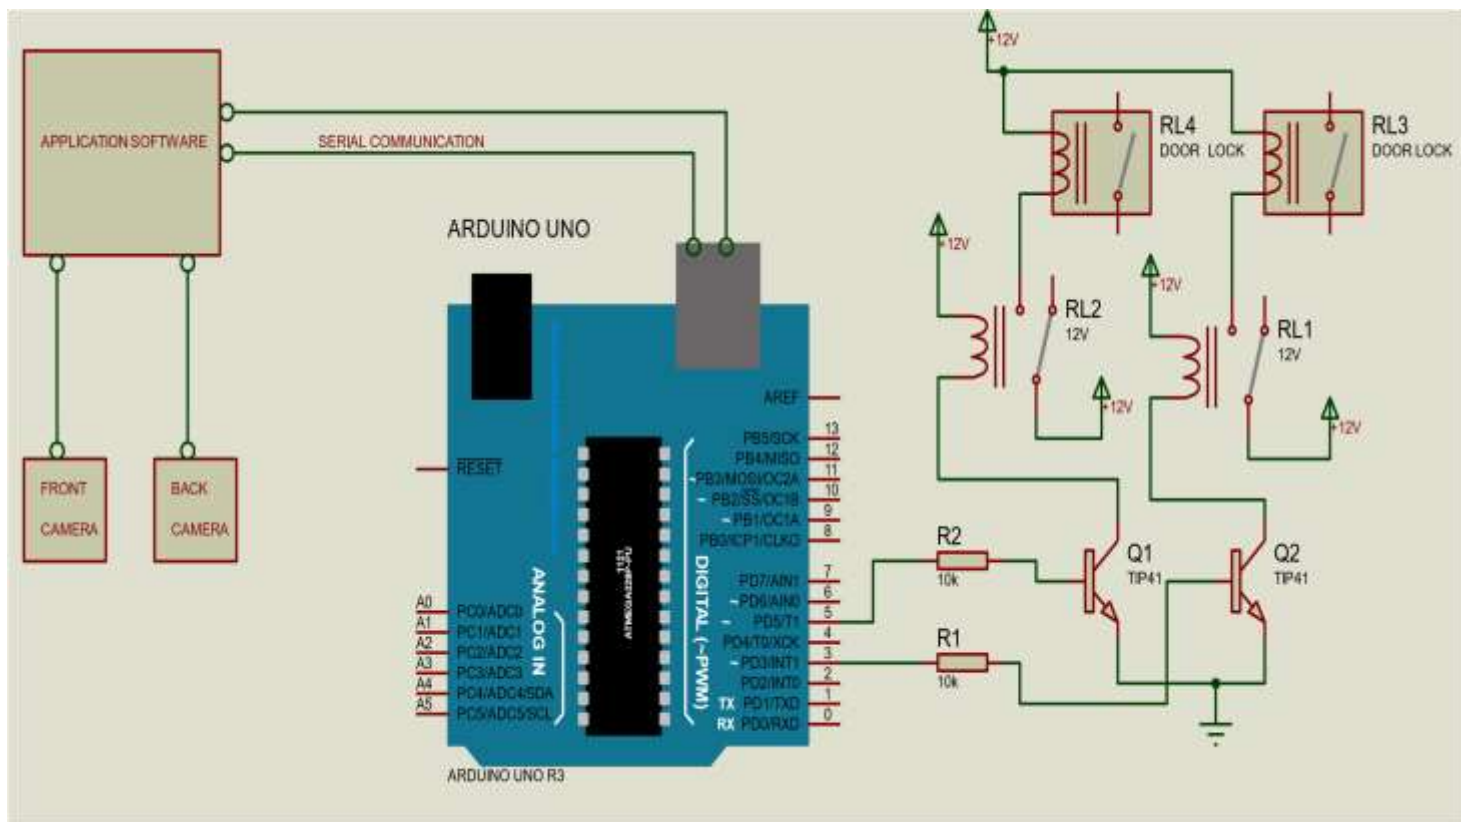 +12V
APPLICATION SOFTWARE
SERIAL COMMUNICATION
RL4
DOOR LOCK
RL3
DOOR LOCK
ARDUINO UNO
+12V
+12V
RL2
12V
RL1
12V
+12V
+12V
FRONT
CAMERA
BACK
CAMERA
RESET
AREF
13
PB5/SCK
12
PB4/MISO
11
~PB3/MOSI/OC2A
10
~ PB2/SS/OC1B
9
~ PB1/OC1A
8
PB0/ICP1/CLKO
7
PD7/AIN1
6
~ PD6/AIN0
5
~ PD5/T1
4
PD4/T0/XCK
3
~ PD3/INT1
2
PD2/INT0
1
TX PD1/TXD
0
RX PD0/RXD
DIGITAL (~PWM)
ANALOG IN
1121
A0
PC0/ADC0
A1
PC1/ADC1
A2
PC2/ADC2
A3
PC3/ADC3
A4
PC4/ADC4/SDA
A5
PC5/ADC5/SCL
R2
10k
R1
10k
Q1
TIP41
Q2
TIP41
ARDUINO UNO R3